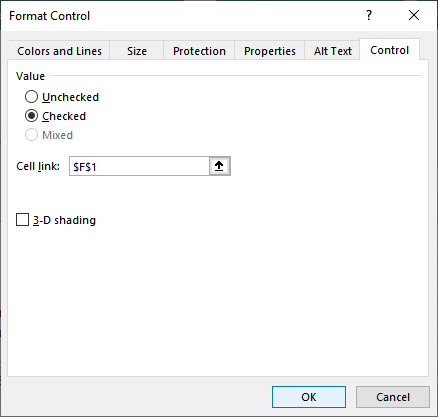 Format Control
?
Colors and Lines Size Protection Properties Alt Text Control
Value
Unchecked
Checked
Mixed
Cell link: $F$1
3-D shading
OK Cancel